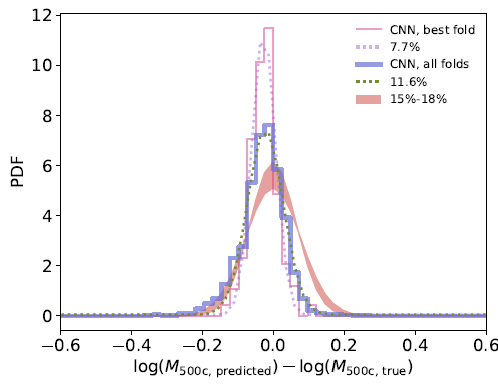 12
10
8
6
4
2
0
PDF
CNN, best fold
7.7%
CNN, all folds
11.6%
15%-18%
−0.6 −0.4 −0.2 0.0 0.2 0.4 0.6
log(M500c, predicted) − log(M500c, true)